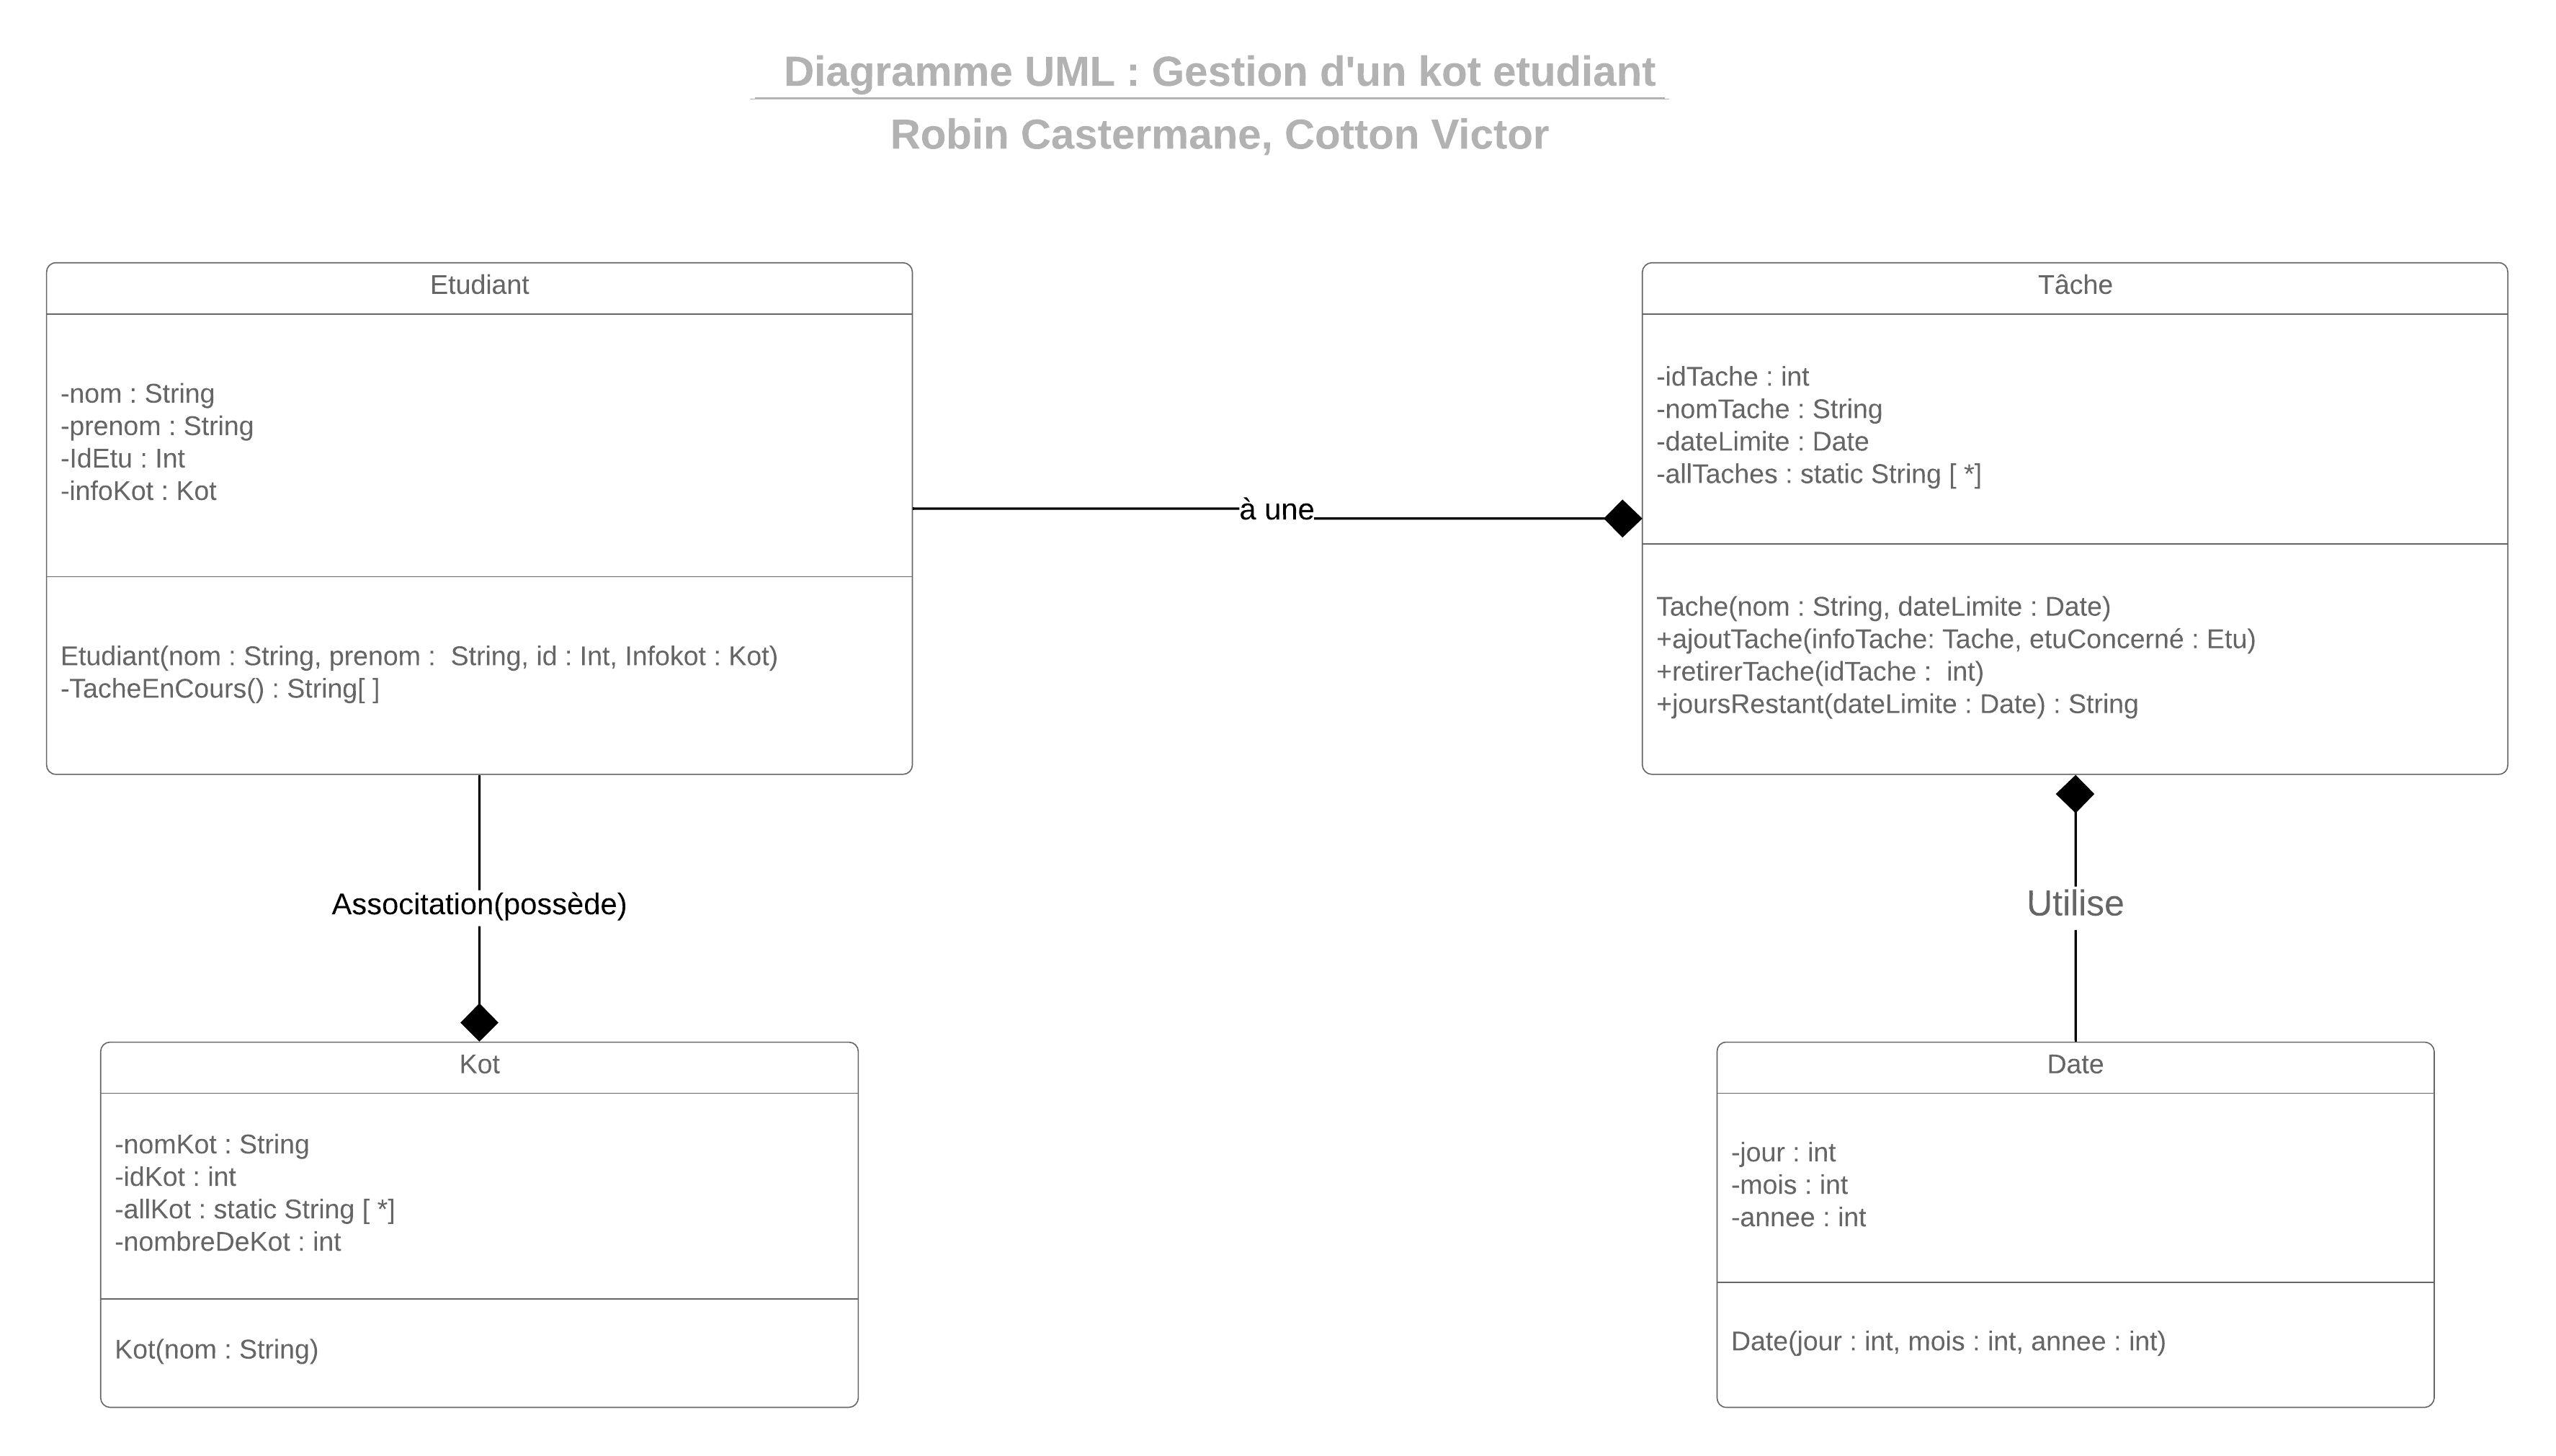 Diagramme UML : Gestion d'un kot etudiant
Robin Castermane, Cotton Victor
Etudiant
-nom : String
-prenom : String
-IdEtu : Int
-infoKot : Kot
Etudiant(nom : String, prenom :  String, id : Int, Infokot : Kot)
-TacheEnCours() : String[ ]
à une
Tâche
-idTache : int
-nomTache : String
-dateLimite : Date
-allTaches : static String [ *]
Tache(nom : String, dateLimite : Date)
+ajoutTache(infoTache: Tache, etuConcerné : Etu)
+retirerTache(idTache :  int)
+joursRestant(dateLimite : Date) : String
Associtation(possède)
Utilise
Kot
-nomKot : String
-idKot : int
-allKot : static String [ *]
-nombreDeKot : int
Kot(nom : String)
Date
-jour : int
-mois : int
-annee : int
Date(jour : int, mois : int, annee : int)